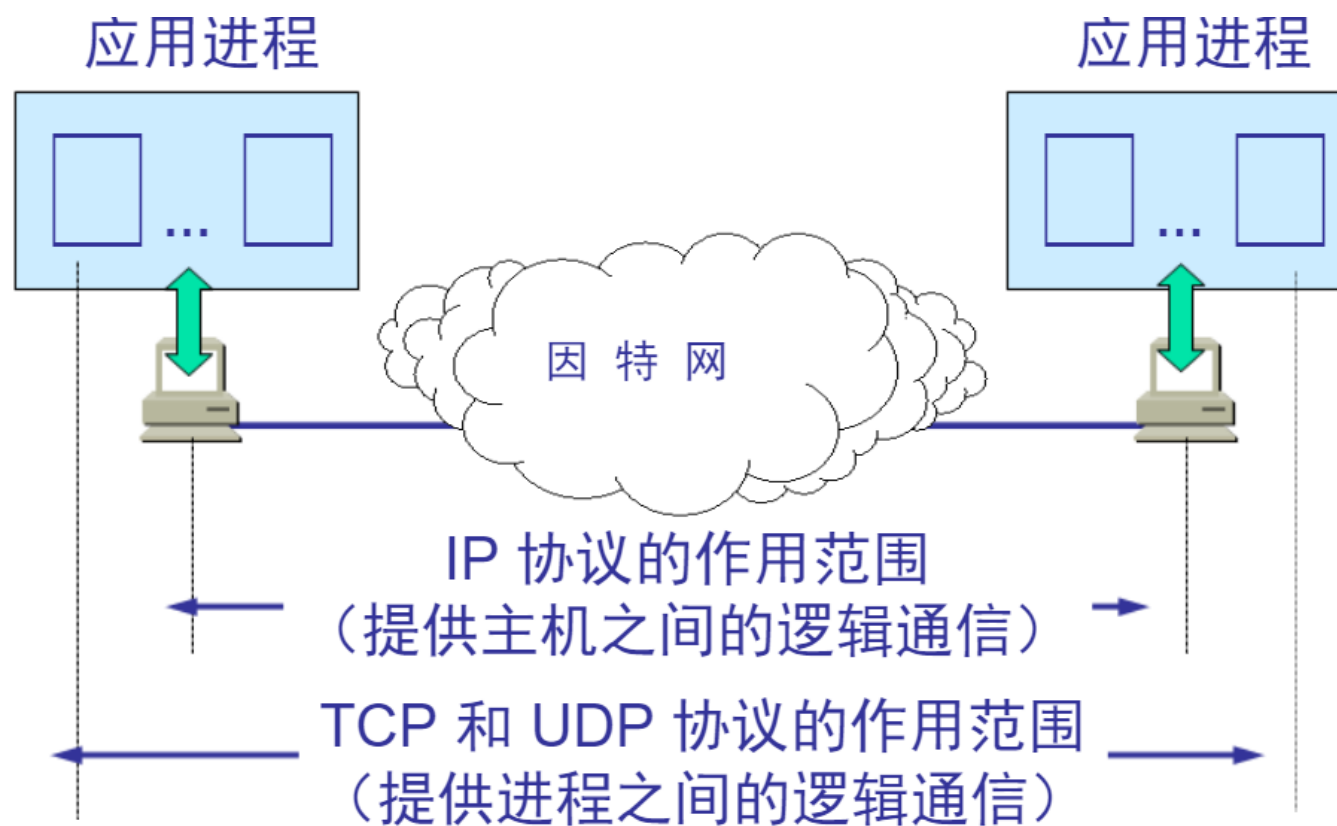 应用进程
应用进程
...
...
因特网
IP 协议的作用范围
（提供主机之间的逻辑通信）
TCP 和 UDP 协议的作用范围
（提供进程之间的逻辑通信）